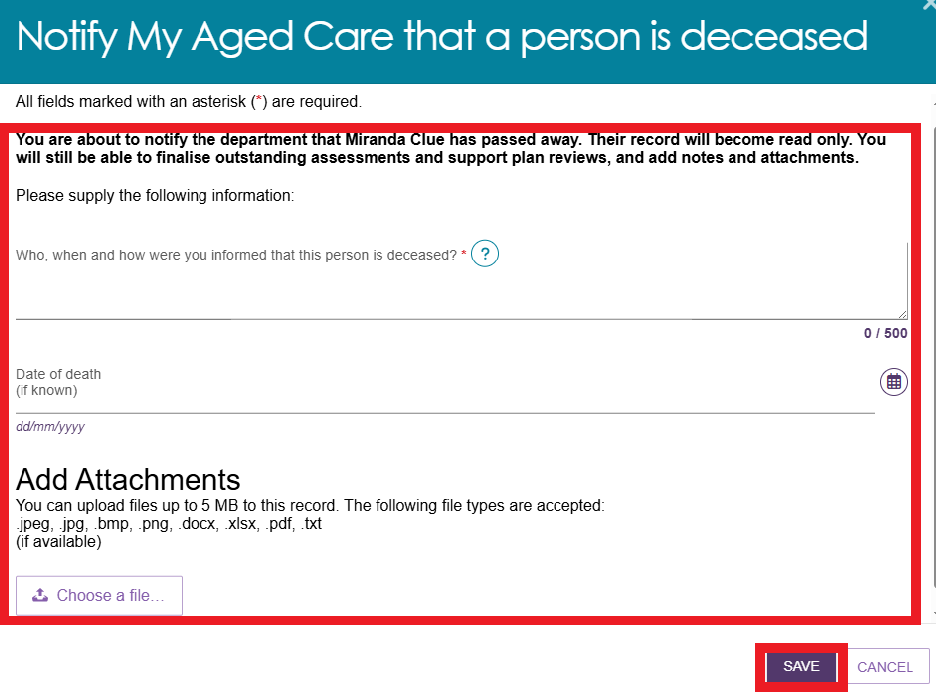 Notify My Aged Care that a person is deceased
All fields marked with an asterisk (*) are required.
You are about to notify the department that Miranda Clue has passed away. Their record will become read only. You
will still be able to finalise outstanding assessments and support plan reviews, and add notes and attachments.
Please supply the following information:
Who, when and how were you informed that this person is deceased? * ?
0 / 500
Date of death
(if known)
dd/mm/yyyy
Add Attachments
You can upload files up to 5 MB to this record. The following file types are accepted:
.jpeg, .jpg, .bmp, .png, .docx, .xlsx, .pdf, .txt
(if available)
Choose a file...
SAVE CANCEL